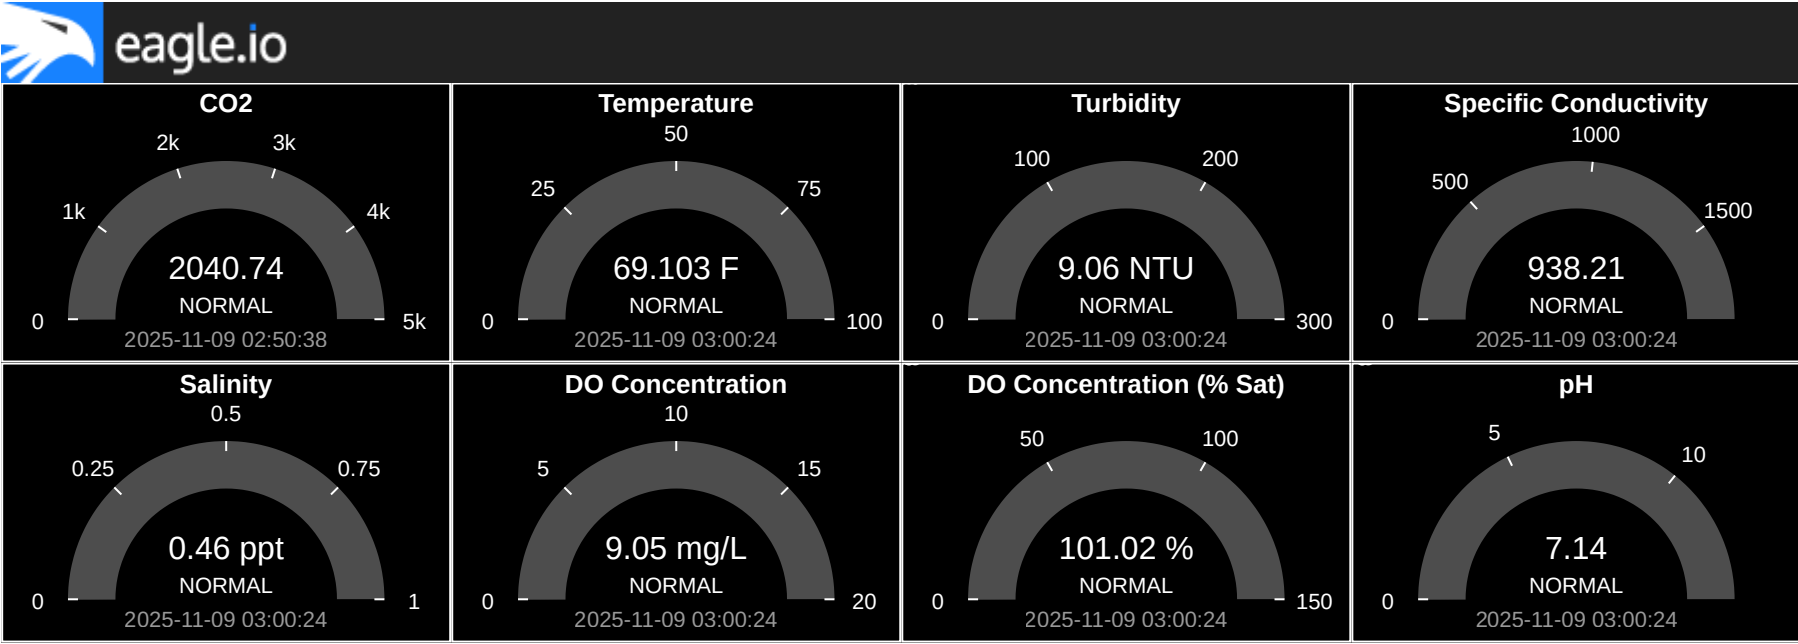 eagle.io
CO2
2k
3k
1k
4k
2040.74
NORMAL
0
5k
2025-11-09 02:50:38
Temperature
50
25
75
69.103 F
NORMAL
0
100
2025-11-09 03:00:24
Turbidity
100
200
9.06 NTU
NORMAL
0
300
2025-11-09 03:00:24
Specific Conductivity
1000
500
1500
938.21
NORMAL
0
2025-11-09 03:00:24
Salinity
0.5
0.25
0.75
0.46 ppt
NORMAL
0
1
2025-11-09 03:00:24
DO Concentration
10
5
15
9.05 mg/L
NORMAL
0
20
2025-11-09 03:00:24
DO Concentration (% Sat)
50
100
101.02 %
NORMAL
0
150
2025-11-09 03:00:24
pH
5
10
7.14
NORMAL
0
2025-11-09 03:00:24